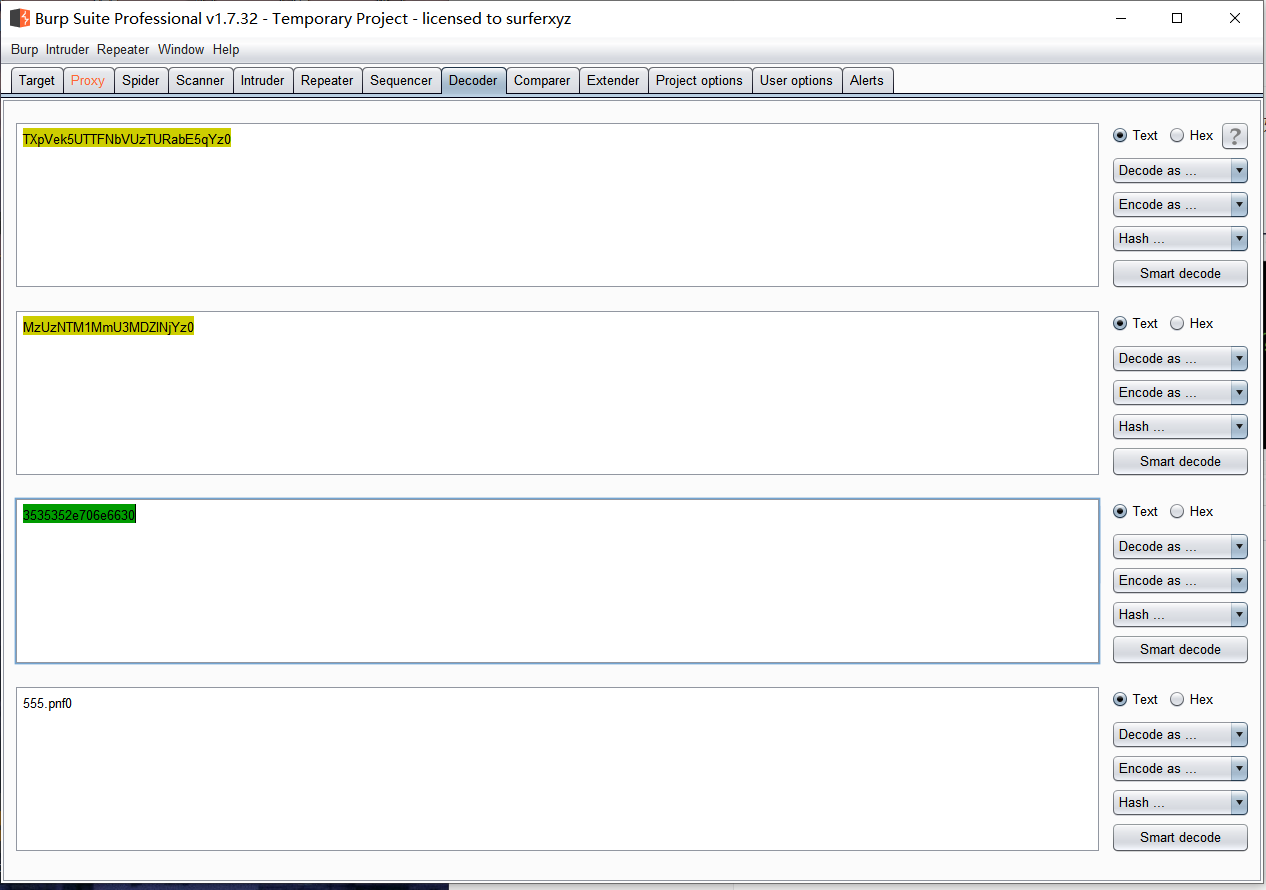 Burp Suite Professional v1.7.32 - Temporary Project - licensed to surferxyz
Burp Intruder Repeater Window Help
Target Proxy Spider Scanner Intruder Repeater Sequencer Decoder Comparer Extender Project options User options Alerts
TXpVek5UTTFNbVUzTURabE5qYz0
Text Hex ?
Decode as ...
Encode as ...
Hash ...
Smart decode
MzUzNTM1MmU3MDZlNjYz0
Text Hex
Decode as ...
Encode as ...
Hash ...
Smart decode
3535352e706e6630
Text Hex
Decode as ...
Encode as ...
Hash ...
Smart decode
555.pnf0
Text Hex
Decode as ...
Encode as ...
Hash ...
Smart decode